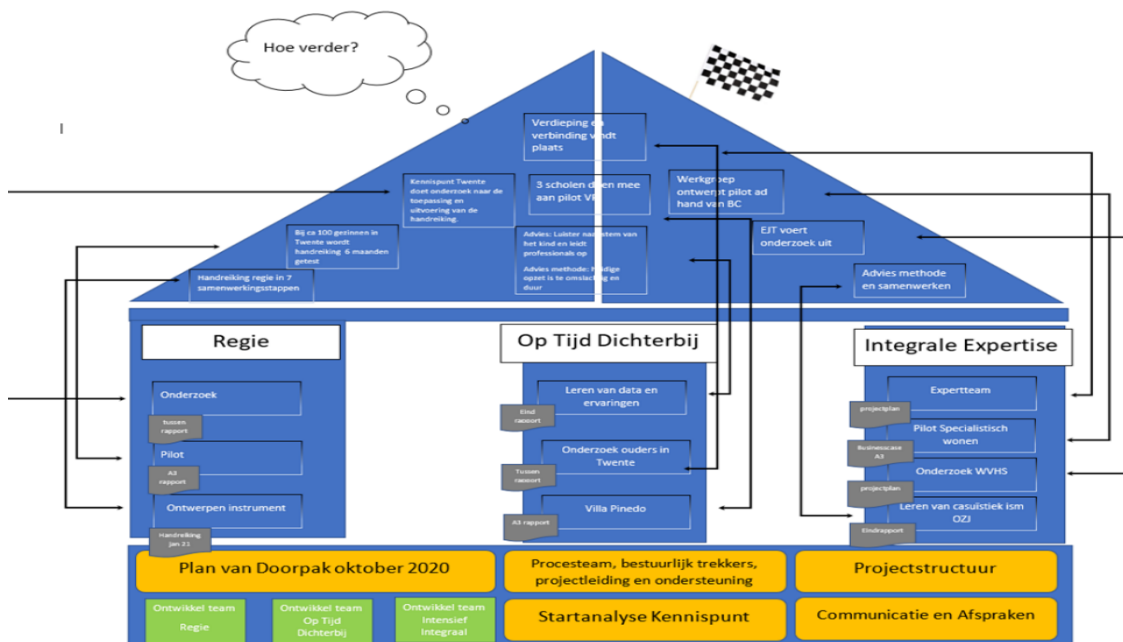 Hoe verder?
Verdieping en
verbinding vindt
plaats
Kennispunt Twente
doet onderzoek naar de
toepassing en
uitvoering van de
handreiking.
3 scholen doen mee
aan pilot VP
Werkgroep
ontwerpt pilot ad
hand van BC
Bij ca 100 gezinnen in
Twente wordt
handreiking 6 maanden
getest
Advies: Luister naar stem van
het kind en leidt
professionals op
Advies methode: Huidige
opzet is te omslachtig en
duur
EJT voert
onderzoek uit
Handreiking regie in 7
samenwerkingsstappen
Advies methode
en samenwerken
Regie
Onderzoek
tussen
rapport
Pilot
A3
rapport
Ontwerpen instrument
Handreiking
jan 21
Op Tijd Dichterbij
Leren van data en
ervaringen
Eind
rapport
Onderzoek ouders in
Twente
Tussen
rapport
Villa Pinedo
A3 rapport
Integrale Expertise
Expertteam
projectplan
Pilot Specialistisch
wonen
Businesscase
A3
Onderzoek WVHS
projectplan
Leren van casuïstiek ism
OZJ
Eindrapport
Plan van Doorpak oktober 2020
Procesteam, bestuurlijk trekkers,
projectleiding en ondersteuning
Projectstructuur
Ontwikkel team
Regie
Ontwikkel team
Op Tijd
Dichterbij
Ontwikkel team
Intensief
Integraal
Startanalyse Kennispunt
Communicatie en Afspraken